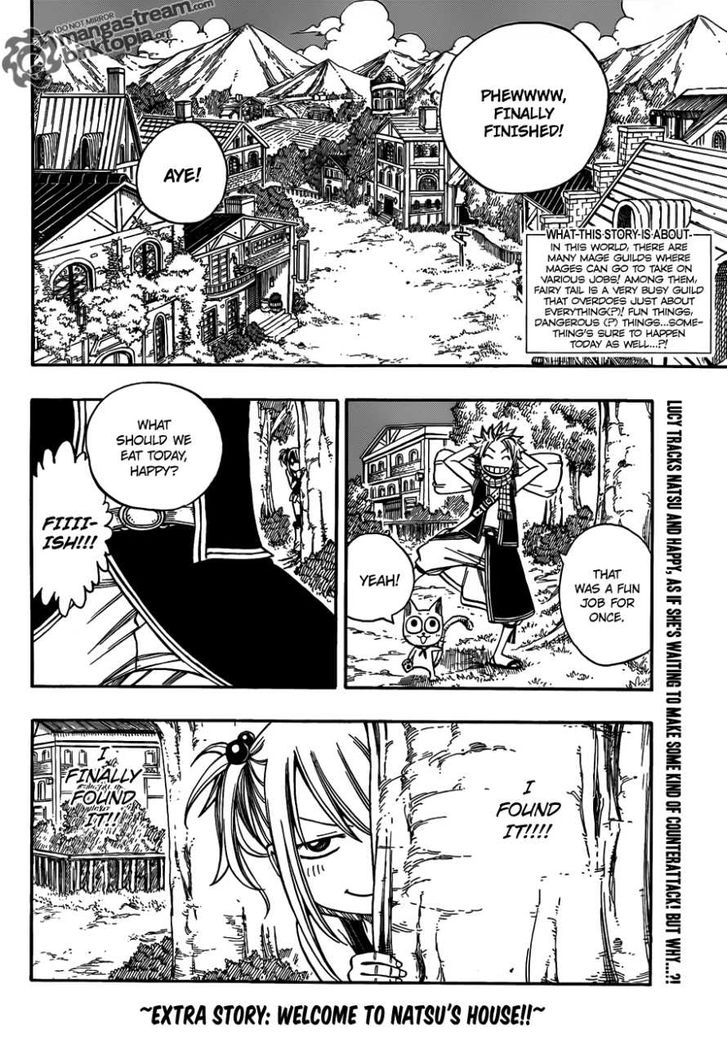 DO NOT MIRROR
mangastream.com
binktopia.org
PHEWWWW,
FINALLY
FINISHED!
AYE!
WHAT THIS STORY IS ABOUT
IN THIS WORLD, THERE ARE
MANY MAGE GUILDS WHERE
MAGES CAN GO TO TAKE ON
VARIOUS JOBS! AMONG THEM,
FAIRY TAIL IS A VERY BUSY GUILD
THAT OVERDOES JUST ABOUT
EVERYTHING(?)! FUN THINGS,
DANGEROUS (?) THINGS...SOME-
THING'S SURE TO HAPPEN
TODAY AS WELL...?!
WHAT
SHOULD WE
EAT TODAY,
HAPPY?
FIIII-
ISH!!!
THAT
WAS A FUN
JOB FOR
ONCE.
YEAH!
LUCY TRACKS NATSU AND HAPPY, AS IF SHE'S WAITING TO MAKE SOME KIND OF COUNTERATTACK! BUT WHY...?!
I
FINALLY
FOUND
IT!!
I
FOUND
IT!!!!
~EXTRA STORY: WELCOME TO NATSU'S HOUSE!!~